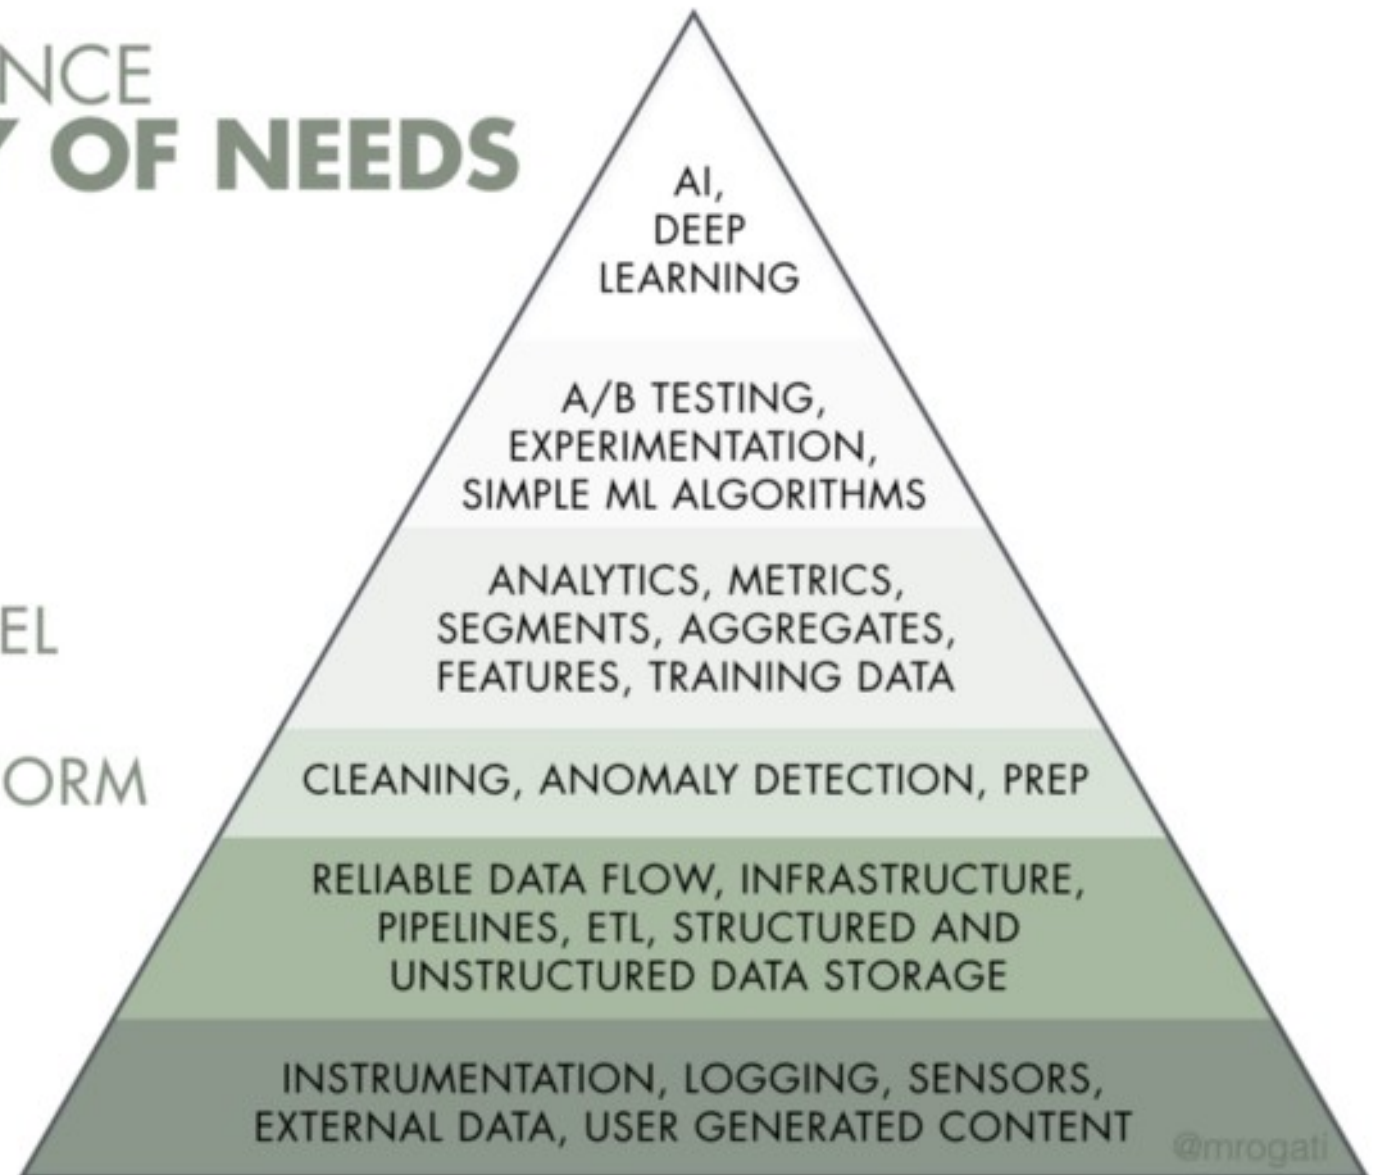 NCE
Y OF NEEDS
AI,
DEEP
LEARNING
A/B TESTING,
EXPERIMENTATION,
SIMPLE ML ALGORITHMS
ANALYTICS, METRICS,
SEGMENTS, AGGREGATES,
FEATURES, TRAINING DATA
EL
ORM
CLEANING, ANOMALY DETECTION, PREP
RELIABLE DATA FLOW, INFRASTRUCTURE,
PIPELINES, ETL, STRUCTURED AND
UNSTRUCTURED DATA STORAGE
INSTRUMENTATION, LOGGING, SENSORS,
EXTERNAL DATA, USER GENERATED CONTENT
@mrogati